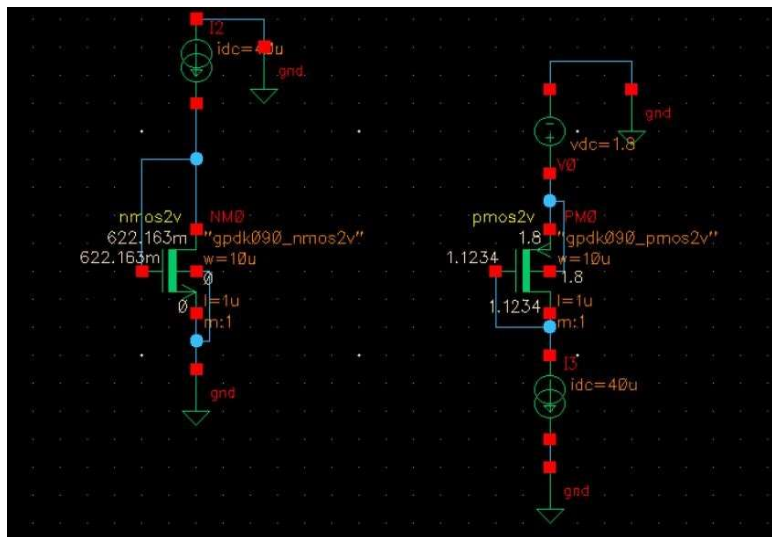 I2
idc=40u
gnd
nmos2v
NM0
622.163m
"gpdk090_nmos2v"
622.163m
w=10u
0
0
l=1u
m:1
gnd
gnd
vdc=1.8
V0
pmos2v
PM0
1.8
"gpdk090_pmos2v"
1.1234
w=10u
1.8
1.1234
l=1u
m:1
I3
idc=40u
gnd